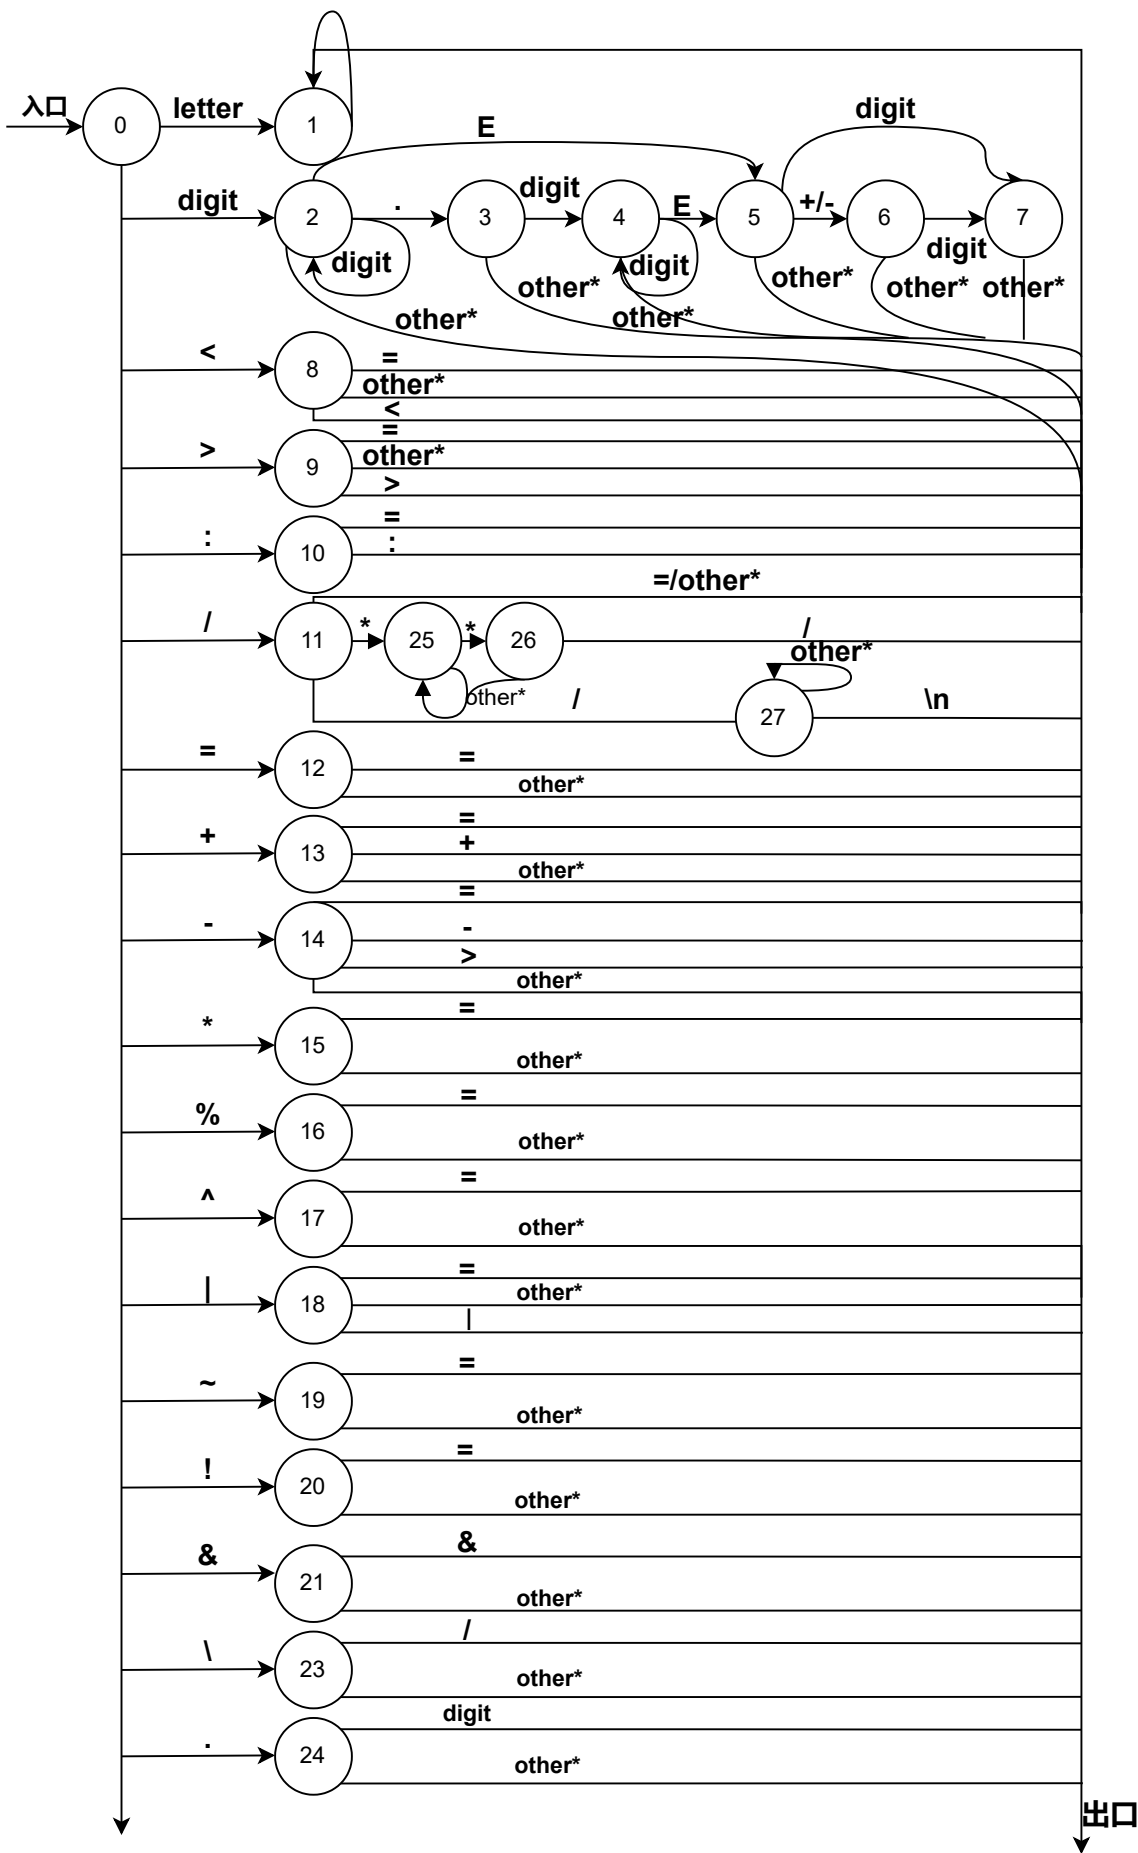 入口
0
letter
1
E
digit
digit
2
.
3
digit
4
E
5
+/-
6
7
digit
digit
digit
other*
other*
other*
other*
other*
other*
<
8
=
other*
<
>
9
=
other*
>
:
10
=
:
=/other*
/
11
*
25
*
26
/
other*
other*
/
27
\n
=
12
=
other*
+
13
=
+
other*
-
14
=
-
>
other*
*
15
=
other*
%
16
=
other*
^
17
=
other*
|
18
=
other*
|
~
19
=
other*
!
20
=
other*
&
21
&
other*
\
23
/
other*
.
24
digit
other*
出口